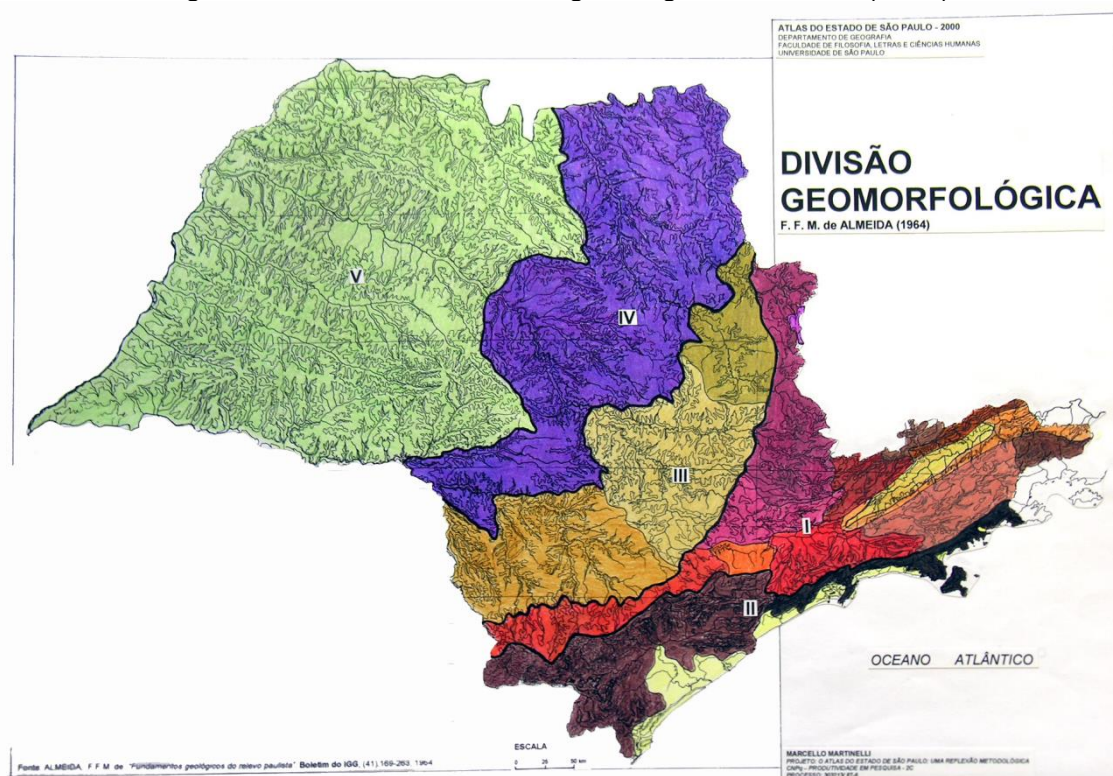 ATLAS DO ESTADO DE SÃO PAULO - 2000
DEPARTAMENTO DE GEOGRAFIA
FACULDADE DE FILOSOFIA, LETRAS E CIÊNCIAS HUMANAS
UNIVERSIDADE DE SÃO PAULO
DIVISÃO
GEOMORFOLÓGICA
F. F. M. de ALMEIDA (1964)
V
IV
III
I
II
OCEANO ATLÂNTICO
ESCALA
0 25 50 km
Fonte: ALMEIDA, F.F.M. de "Fundamentos geológicos do relevo paulista" Boletim do IGG, (41),169-263, 1964
MARCELLO MARTINELLI
PROJETO: O ATLAS DO ESTADO DE SÃO PAULO: UMA REFLEXÃO METODOLÓGICA
CNPq - PRODUTIVIDADE EM PESQUISA - 2C